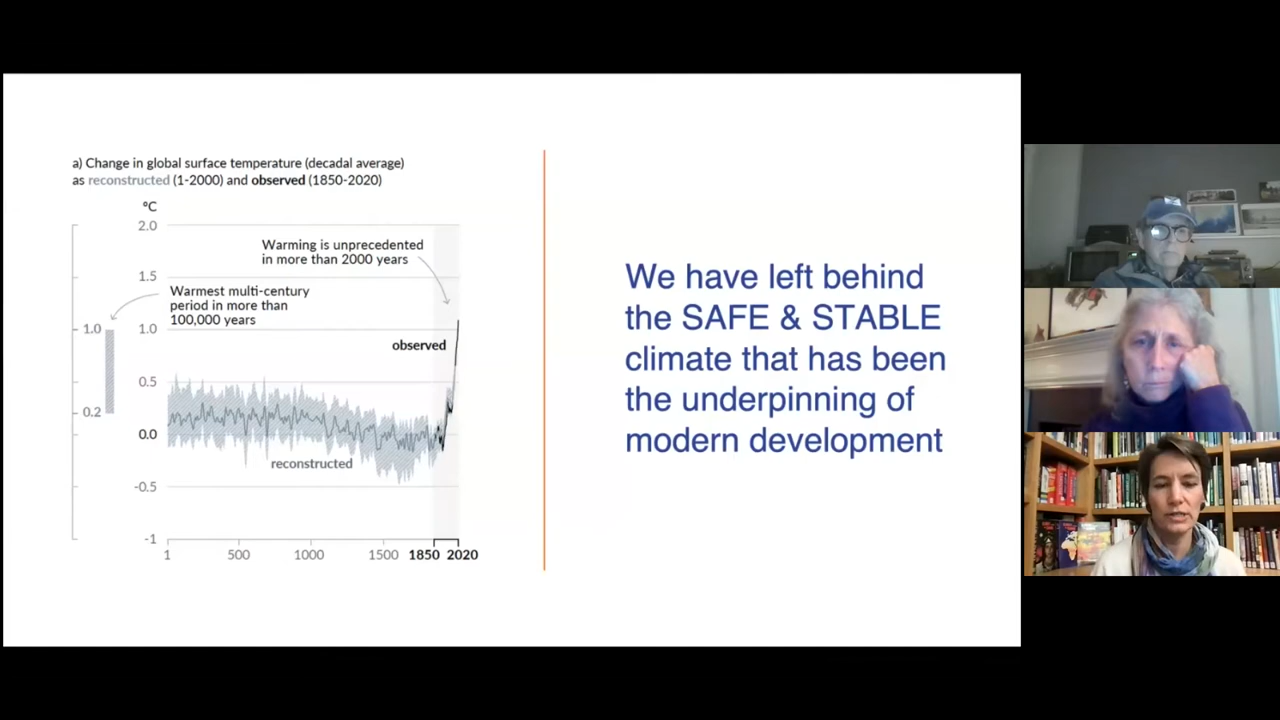 a) Change in global surface temperature (decadal average)
as reconstructed (1-2000) and observed (1850-2020)
°C
2.0
Warming is unprecedented
in more than 2000 years
1.5
Warmest multi-century
period in more than
100,000 years
1.0
1.0
observed
0.5
0.2
0.0
reconstructed
-0.5
-1
1
500
1000
1500
1850
2020
We have left behind
the SAFE & STABLE
climate that has been
the underpinning of
modern development